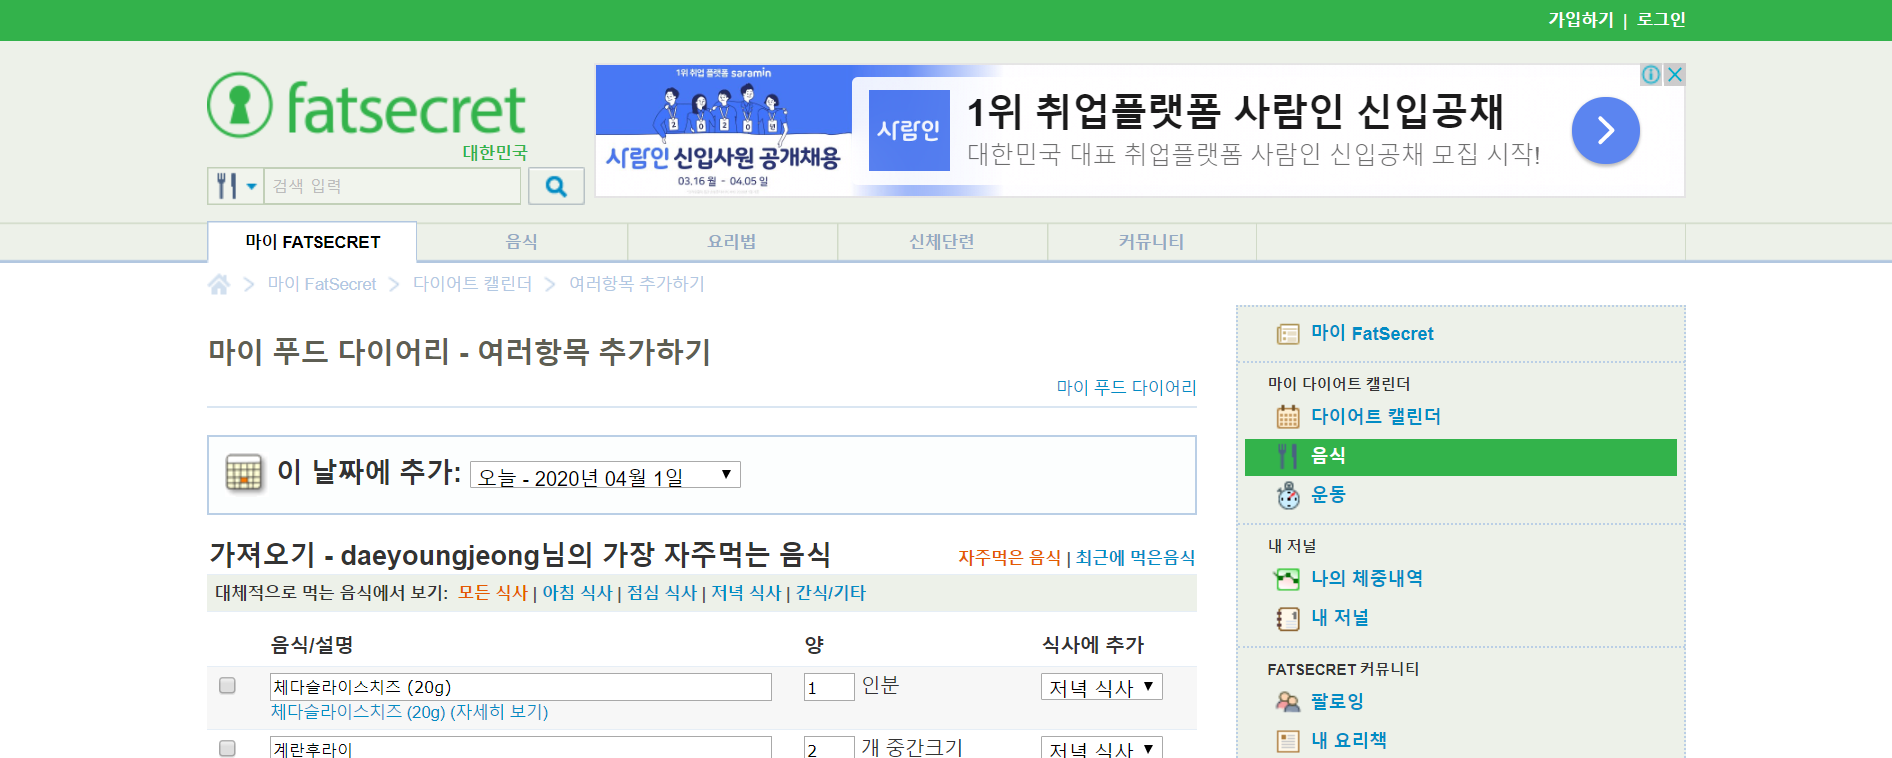 가입하기 | 로그인
fatsecret
대한민국
검색 입력
1위 취업 플랫폼 saramin
2 0 2 0 년
사람인 신입사원 공개채용
03.16 월 - 04.05 일
사람인
1위 취업플랫폼 사람인 신입공채
대한민국 대표 취업플랫폼 사람인 신입공채 모집 시작!
마이 FATSECRET 음식 요리법 신체단련 커뮤니티
마이 FatSecret 다이어트 캘린더 여러항목 추가하기
마이 푸드 다이어리 - 여러항목 추가하기
마이 푸드 다이어리
이 날짜에 추가: 오늘 - 2020년 04월 1일
가져오기 - daeyoungjeong님의 가장 자주먹는 음식
자주먹은 음식 | 최근에 먹은음식
대체적으로 먹는 음식에서 보기: 모든 식사 | 아침 식사 | 점심 식사 | 저녁 식사 | 간식/기타
음식/설명 양 식사에 추가
체다슬라이스치즈 (20g) 1 인분 저녁 식사
체다슬라이스치즈 (20g) (자세히 보기)
계란후라이 2 개 중간크기 저녁 식사
마이 FatSecret
마이 다이어트 캘린더
다이어트 캘린더
음식
운동
내 저널
나의 체중내역
내 저널
FATSECRET 커뮤니티
팔로잉
내 요리책